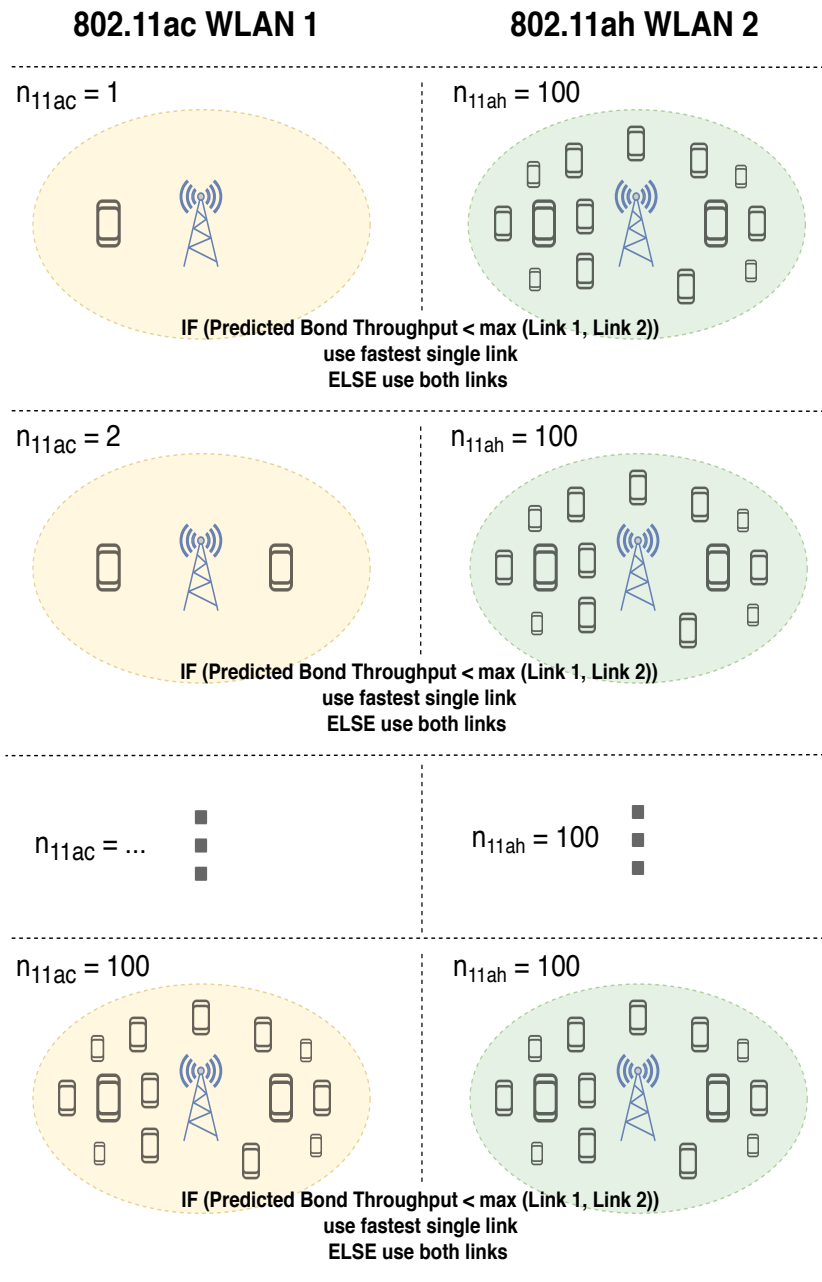 802.11ac WLAN 1
802.11ah WLAN 2
n11ac = 1
n11ah = 100
IF (Predicted Bond Throughput < max (Link 1, Link 2))
use fastest single link
ELSE use both links
n11ac = 2
n11ah = 100
IF (Predicted Bond Throughput < max (Link 1, Link 2))
use fastest single link
ELSE use both links
n11ac = ...
n11ah = 100
n11ac = 100
n11ah = 100
IF (Predicted Bond Throughput < max (Link 1, Link 2))
use fastest single link
ELSE use both links